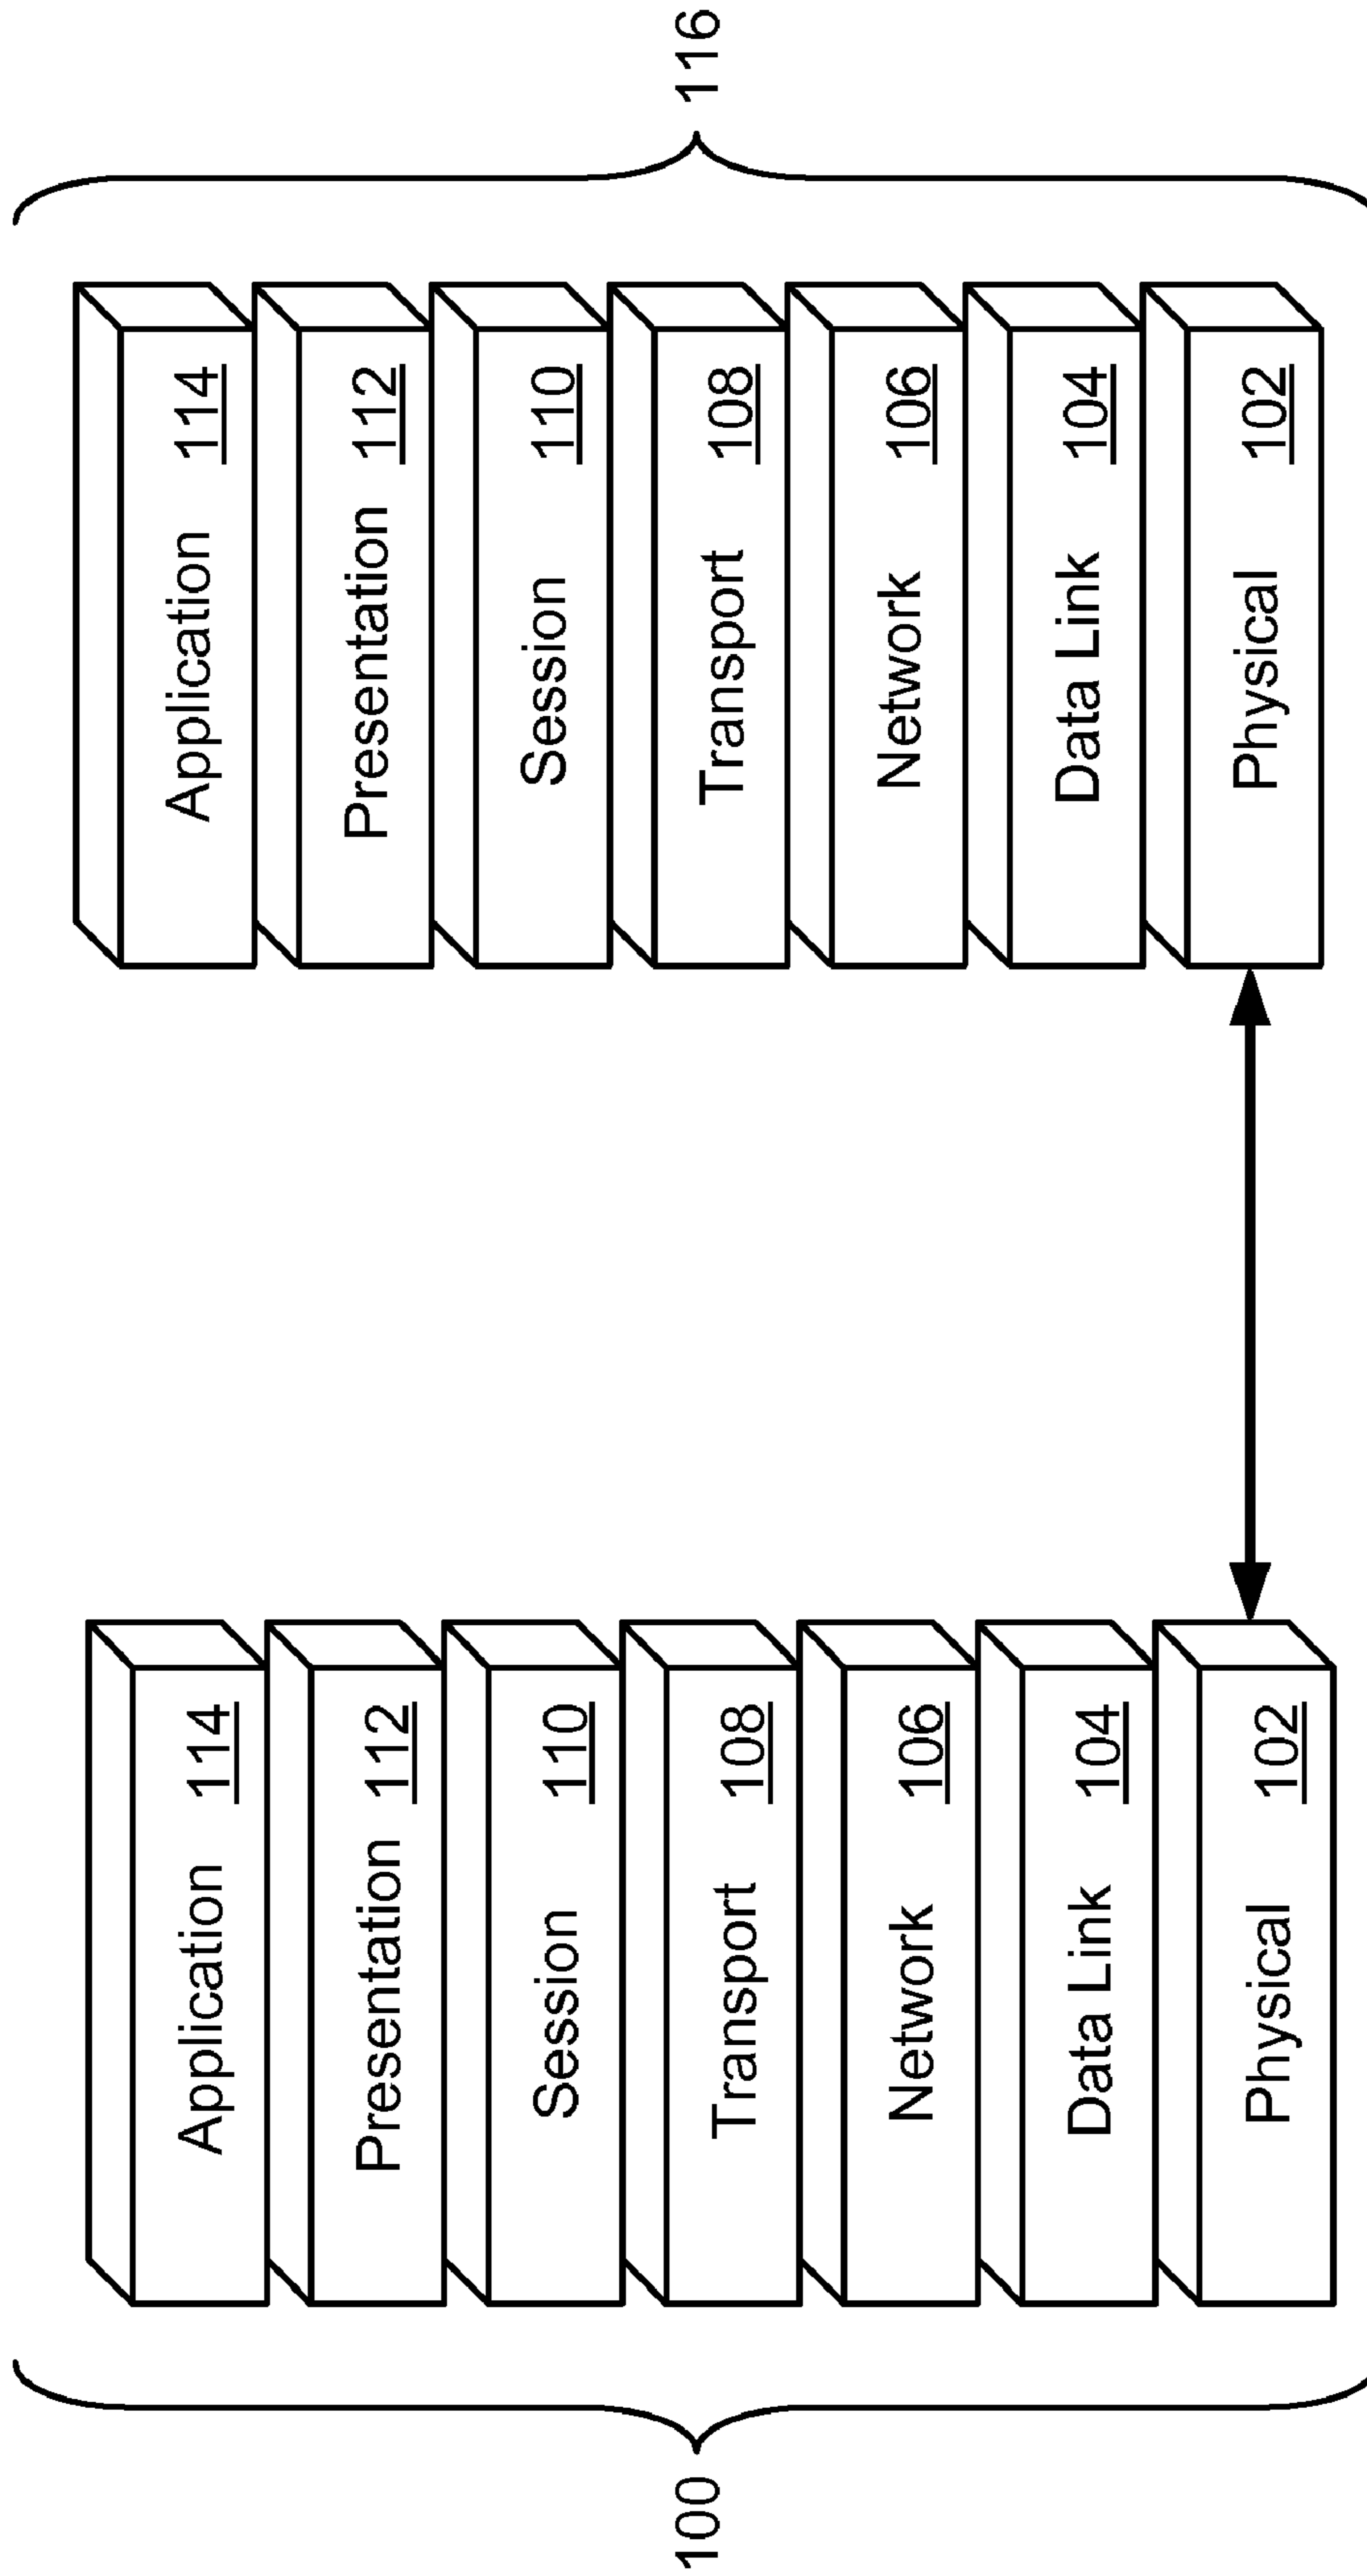 100
Application 114
Presentation 112
Session 110
Transport 108
Network 106
Data Link 104
Physical 102
Application 114
Presentation 112
Session 110
Transport 108
Network 106
Data Link 104
Physical 102
116